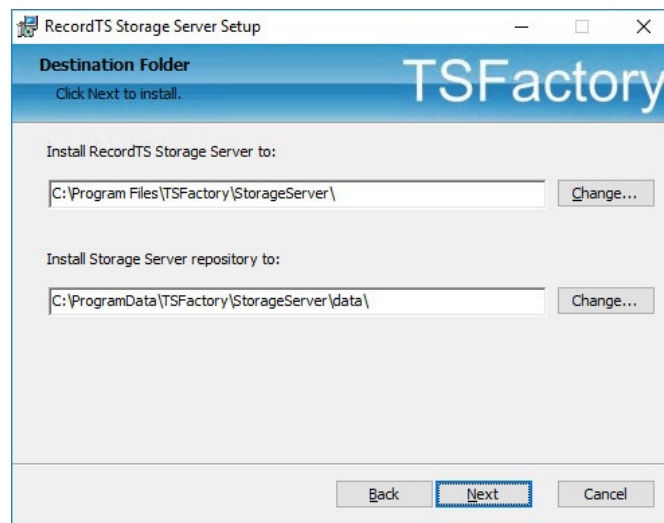 RecordTS Storage Server Setup
Destination Folder
Click Next to install.
TSFactory
Install RecordTS Storage Server to:
C:\Program Files\TSFactory\StorageServer\
Change...
Install Storage Server repository to:
C:\ProgramData\TSFactory\StorageServer\data\
Change...
Back Next Cancel